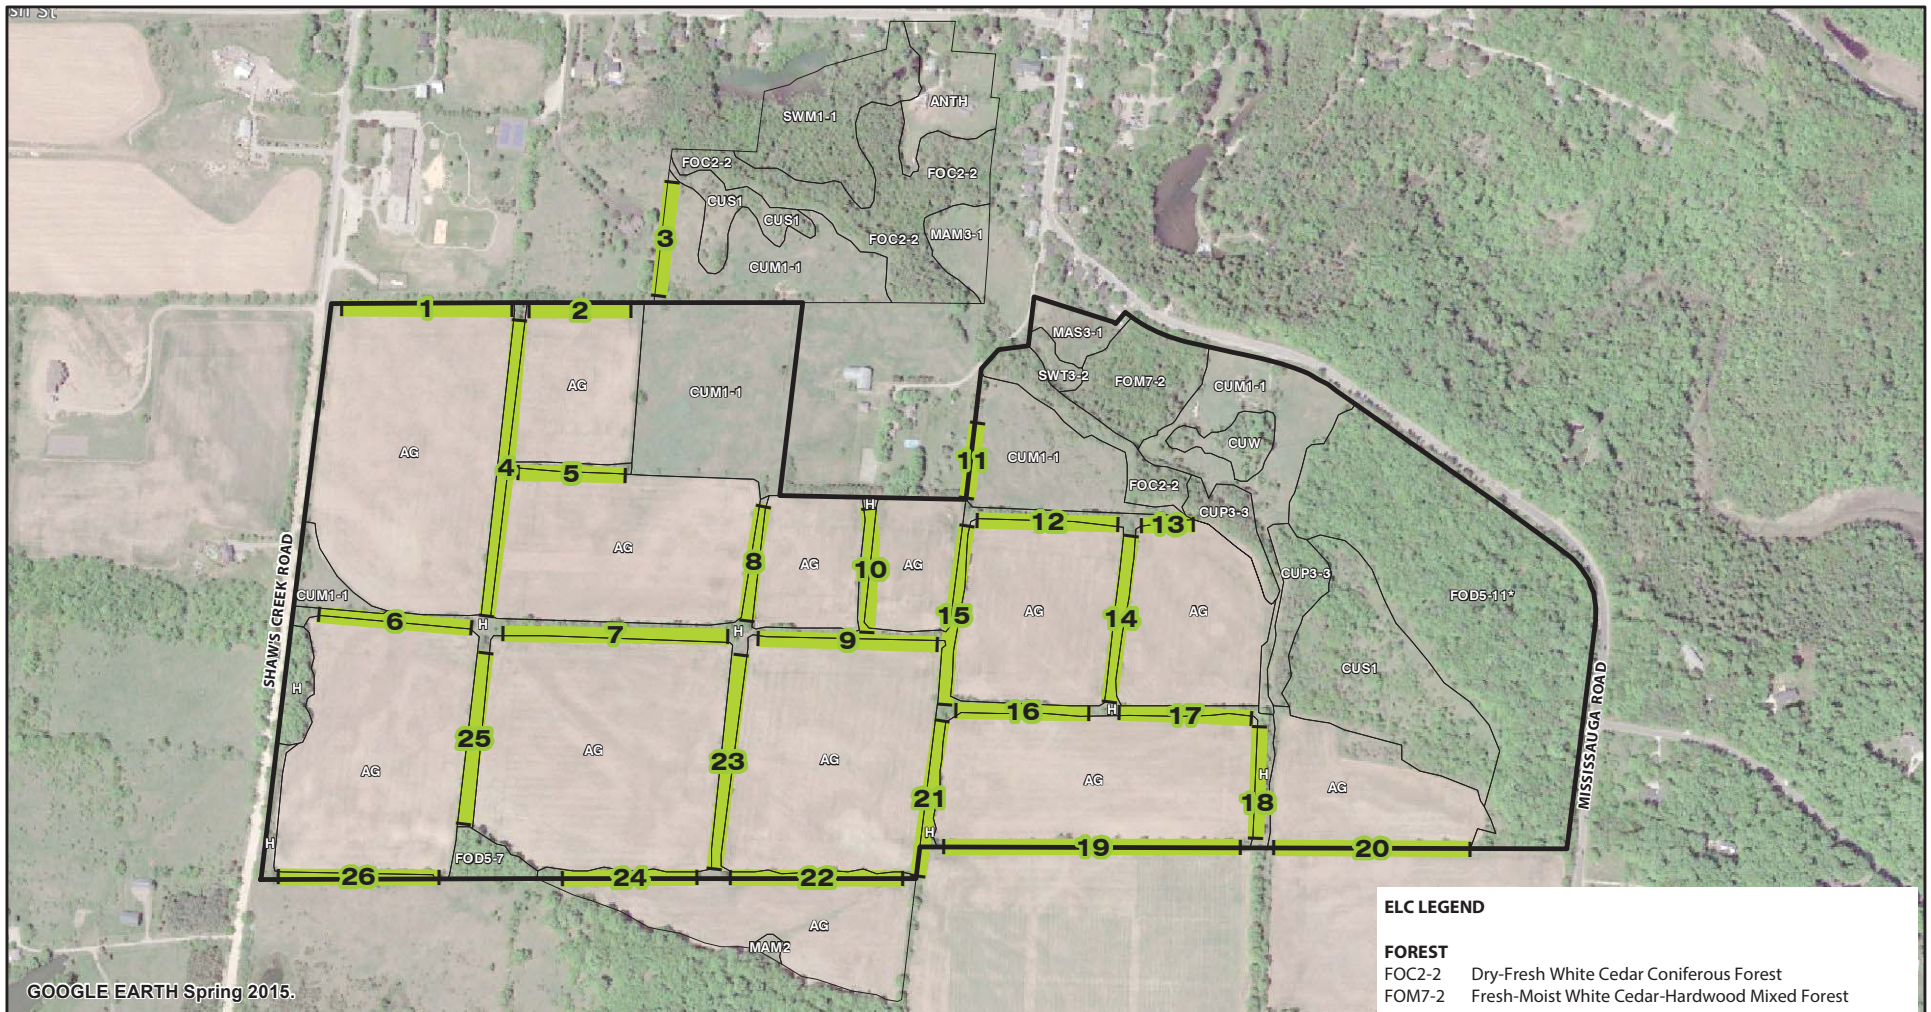 SWM1-1
ANTH
FOC2-2
FOC2-2
CUS1
CUS1
3
FOC2-2
MAM3-1
CUM1-1
1
2
MAS3-1
SWT3-2
FOM7-2
CUM1-1
AG
CUM1-1
CUW
AG
4
5
11
CUM1-1
FOC2-2
H
CUP3-3
12
13
AG
8
AG
10
AG
CUP3-3
SHAW'S CREEK ROAD
CUM1-1
6
H
7
H
9
15
AG
14
AG
FOD5-11*
H
CUS1
MISSISSAUGA ROAD
16
H
17
25
AG
23
AG
AG
AG
H
AG
21
18
H
H
19
20
FOD5-7
26
24
22
AG
MAM2
GOOGLE EARTH Spring 2015.
ELC LEGEND
FOREST
FOC2-2 Dry-Fresh White Cedar Coniferous Forest
FOM7-2 Fresh-Moist White Cedar-Hardwood Mixed Forest